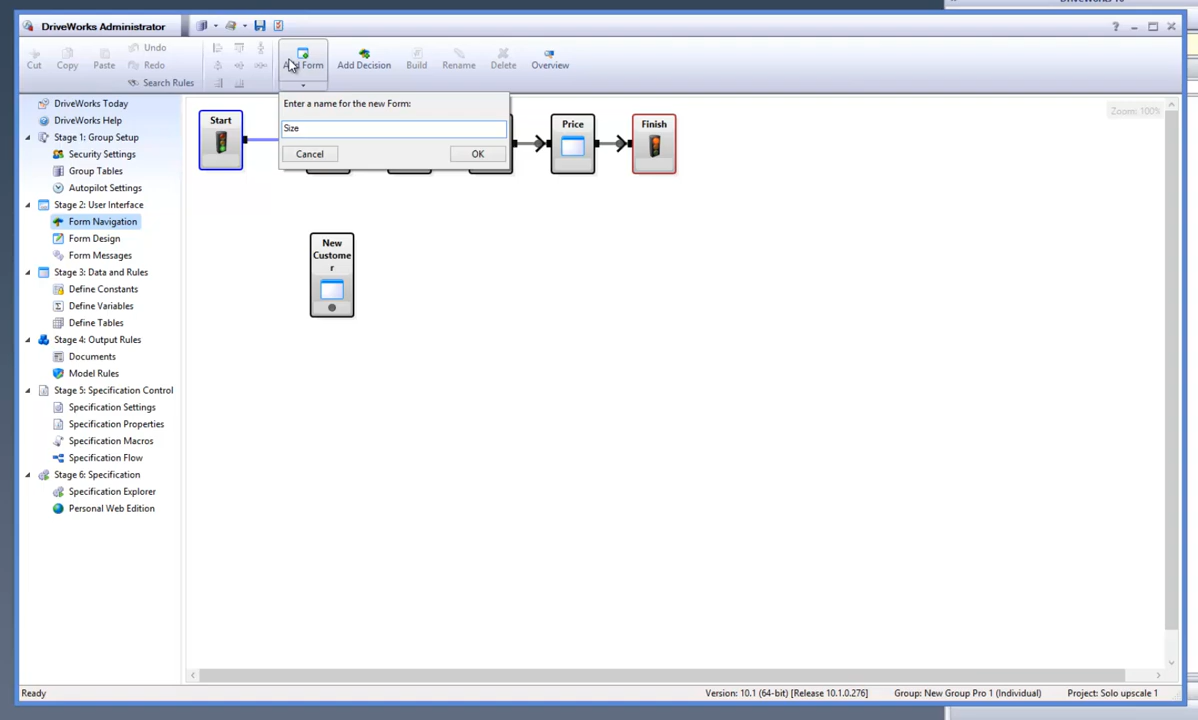 DriveWorks 10
DriveWorks Administrator
Cut
Copy
Paste
Undo
Redo
Search Rules
Add Form
Add Decision
Build
Rename
Delete
Overview
DriveWorks Today
DriveWorks Help
Stage 1: Group Setup
Security Settings
Group Tables
Autopilot Settings
Stage 2: User Interface
Form Navigation
Form Design
Form Messages
Stage 3: Data and Rules
Define Constants
Define Variables
Define Tables
Stage 4: Output Rules
Documents
Model Rules
Stage 5: Specification Control
Specification Settings
Specification Properties
Specification Macros
Specification Flow
Stage 6: Specification
Specification Explorer
Personal Web Edition
Enter a name for the new Form:
Size
Cancel
OK
Start
Price
Finish
Zoom: 100%
New
Custome
r
Ready
Version: 10.1 (64-bit) [Release 10.1.0.276]
Group: New Group Pro 1 (Individual)
Project: Solo upscale 1